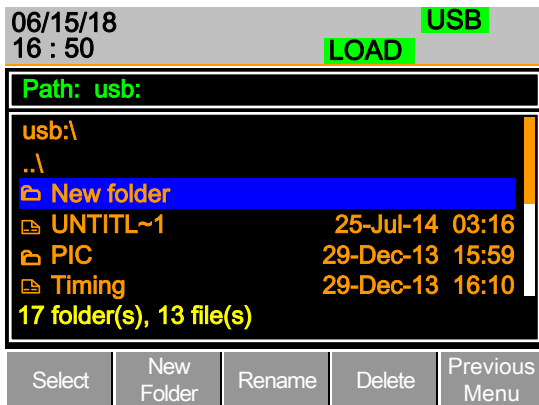 06/15/18 USB
16 : 50 LOAD
Path: usb:
usb:\
..\
New folder
UNTITL~1 25-Jul-14 03:16
PIC 29-Dec-13 15:59
Timing 29-Dec-13 16:10
17 folder(s), 13 file(s)
Select New Folder Rename Delete Previous Menu